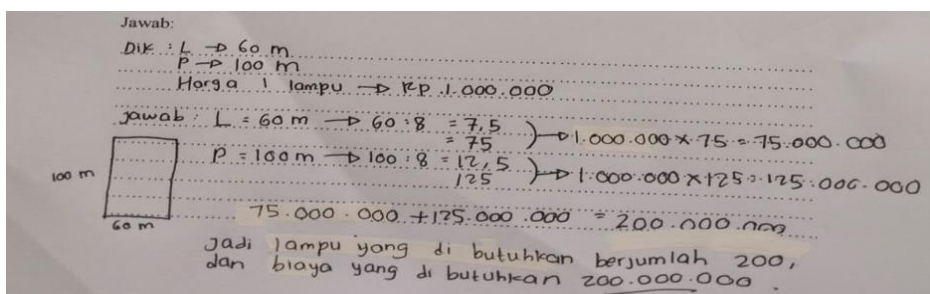 Jawab:
Dik : L → 60 m
P → 100 m
Harga 1 lampu → Rp 1.000.000
Jawab : L = 60 m → 60 : 8 = 7,5
= 75 → 1.000.000 x 75 = 75.000.000
P = 100 m → 100 : 8 = 12,5
125 → 1.000.000 x 125 = 125.000.000
100 m
60 m
75.000.000 + 125.000.000 = 200.000.000
Jadi lampu yang di butuhkan berjumlah 200,
dan biaya yang di butuhkan 200.000.000